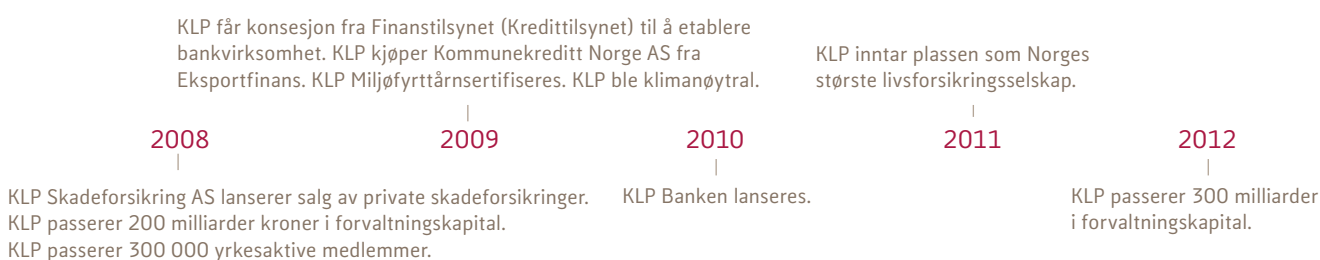 KLP får konsesjon fra Finanstilsynet (Kredittilsynet) til å etablere
bankvirksomhet. KLP kjøper Kommunekreditt Norge AS fra
Eksportfinans. KLP Miljøfyrttårnsertifiseres. KLP ble klimanøytral.
KLP inntar plassen som Norges
største livsforsikringsselskap.
2008
2009
2010
2011
2012
KLP Skadeforsikring AS lanserer salg av private skadeforsikringer.
KLP passerer 200 milliarder kroner i forvaltningskapital.
KLP passerer 300 000 yrkesaktive medlemmer.
KLP Banken lanseres.
KLP passerer 300 milliarder
i forvaltningskapital.